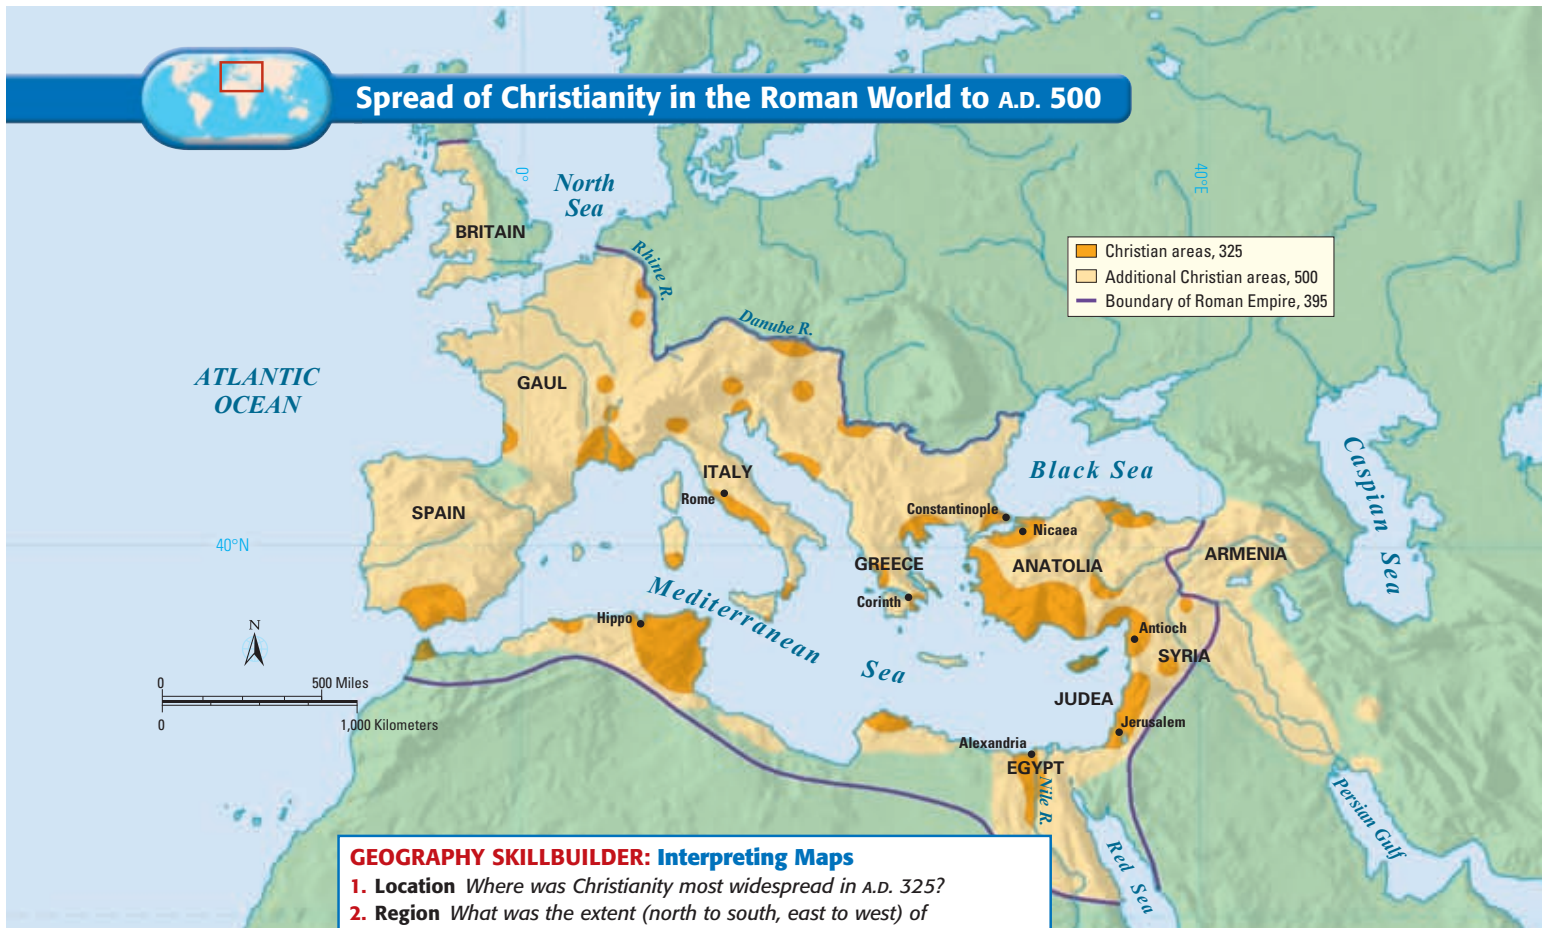 Spread of Christianity in the Roman World to A.D. 500
0°
40°E
North
Sea
BRITAIN
Rhine R.
Christian areas, 325
Additional Christian areas, 500
Boundary of Roman Empire, 395
Danube R.
ATLANTIC
OCEAN
GAUL
Caspian Sea
Black Sea
ITALY
Rome
SPAIN
Constantinople
Nicaea
40°N
GREECE
ANATOLIA
ARMENIA
Corinth
Mediterranean Sea
Hippo
Antioch
SYRIA
N
0 500 Miles
0 1,000 Kilometers
JUDEA
Jerusalem
Alexandria
EGYPT
Nile R.
Persian Gulf
Red Sea
GEOGRAPHY SKILLBUILDER: Interpreting Maps
1. Location Where was Christianity most widespread in A.D. 325?
2. Region What was the extent (north to south, east to west) of